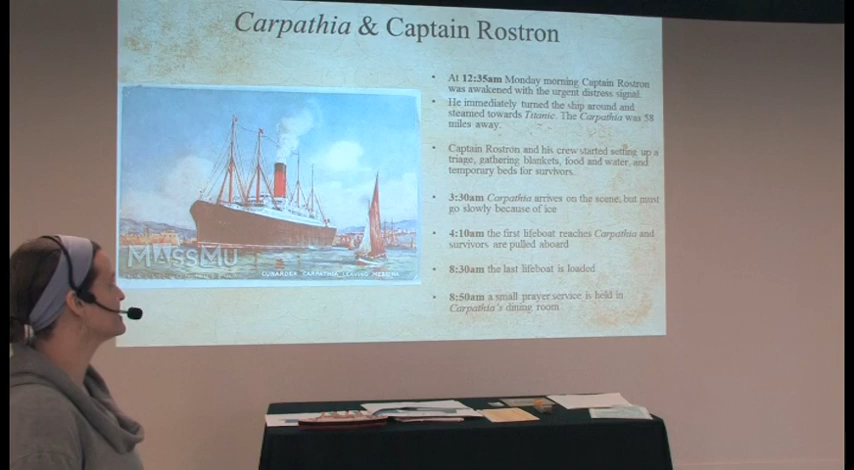 Carpathia & Captain Rostron
• At 12:35am Monday morning Captain Rostron
was awakened with the urgent distress signal.
• He immediately turned the ship around and
steamed towards Titanic. The Carpathia was 58
miles away.
• Captain Rostron and his crew started setting up a
triage, gathering blankets, food and water, and
temporary beds for survivors.
• 3:30am Carpathia arrives on the scene, but must
go slowly because of ice
• 4:10am the first lifeboat reaches Carpathia and
survivors are pulled aboard
• 8:30am the last lifeboat is loaded
• 8:50am a small prayer service is held in
Carpathia's dining room
MASSMU
CUNARDER CARPATHIA LEAVING MESSINA